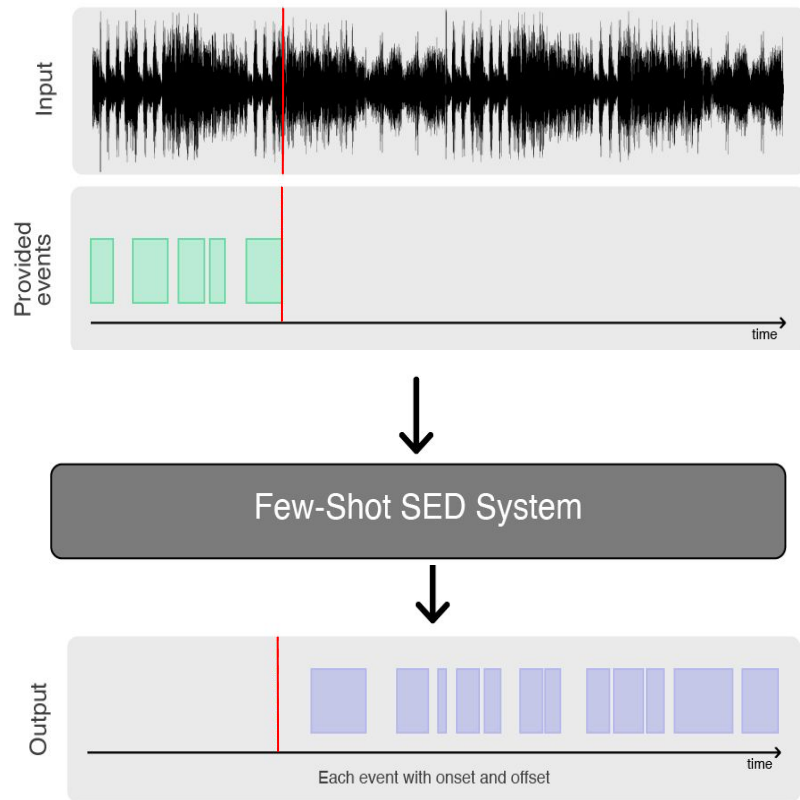 Input
Provided
events
time
Few-Shot SED System
Output
time
Each event with onset and offset